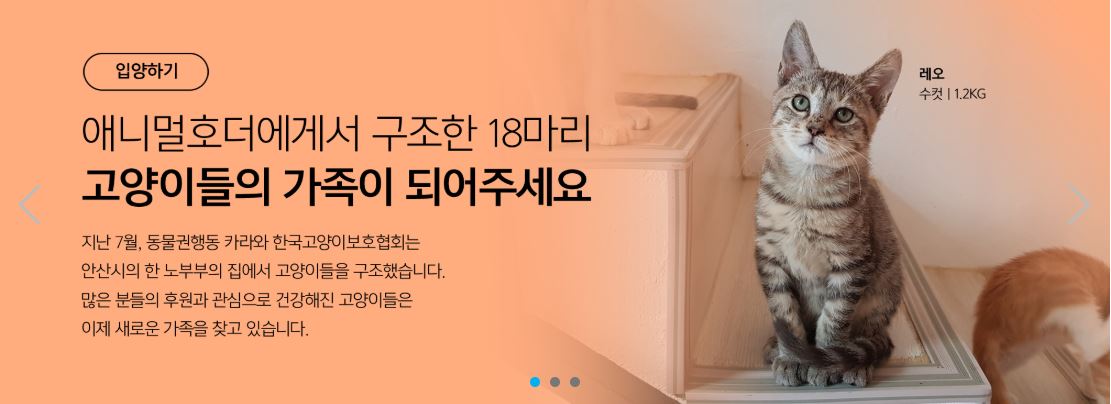 입양하기
애니멀호더에게서 구조한 18마리
고양이들의 가족이 되어주세요
지난 7월, 동물권행동 카라와 한국고양이보호협회는
안산시의 한 노부부의 집에서 고양이들을 구조했습니다.
많은 분들의 후원과 관심으로 건강해진 고양이들은
이제 새로운 가족을 찾고 있습니다.
레오
수컷 | 1.2KG